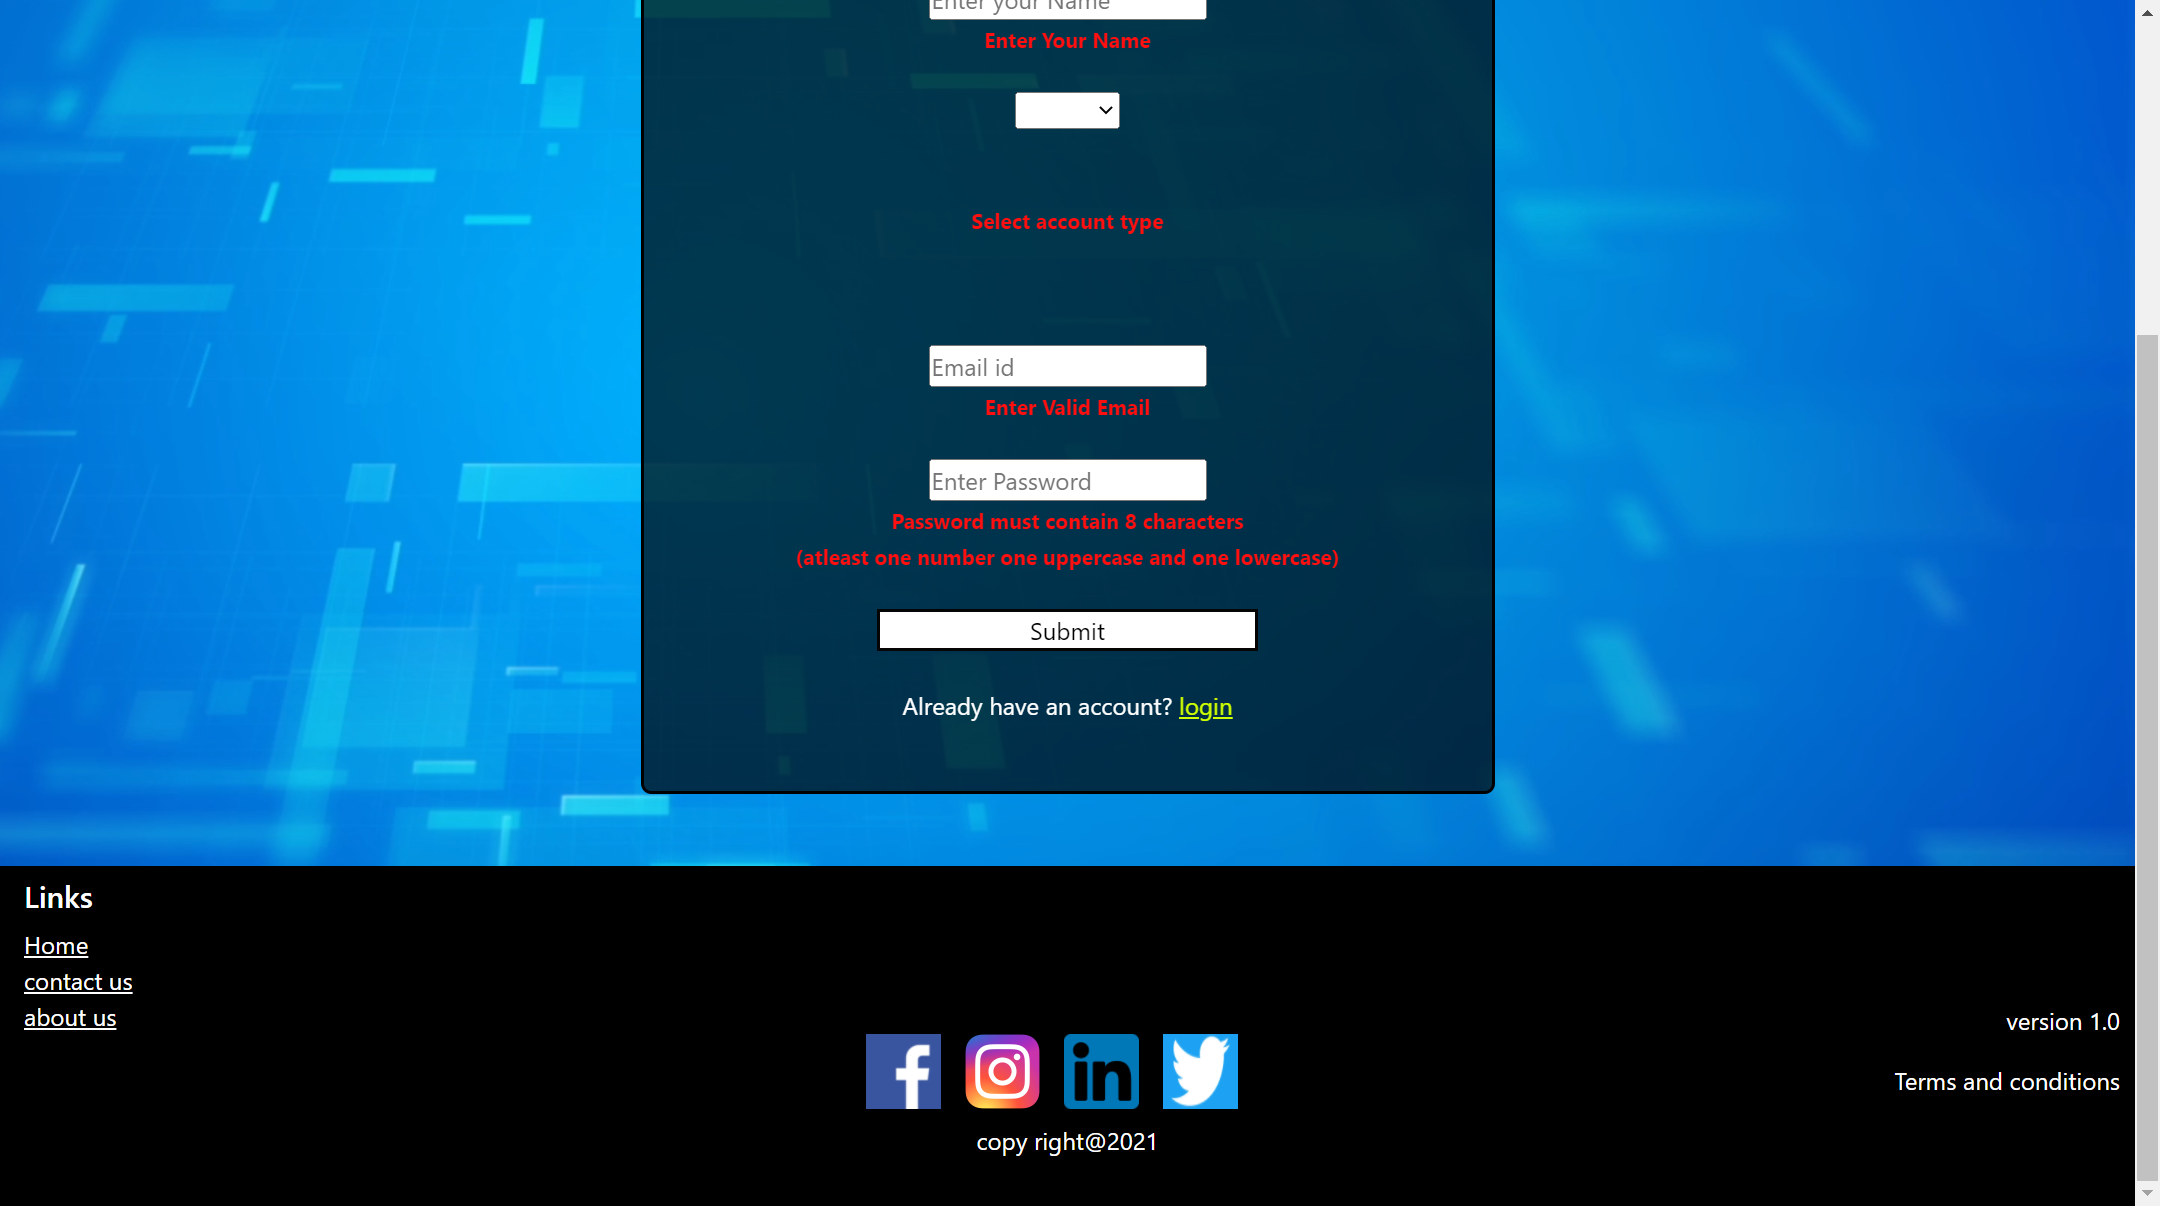 Enter your Name
Enter Your Name
Select account type
Email id
Enter Valid Email
Enter Password
Password must contain 8 characters
(atleast one number one uppercase and one lowercase)
Submit
Already have an account? login
Links
Home
contact us
about us
version 1.0
Terms and conditions
copy right@2021